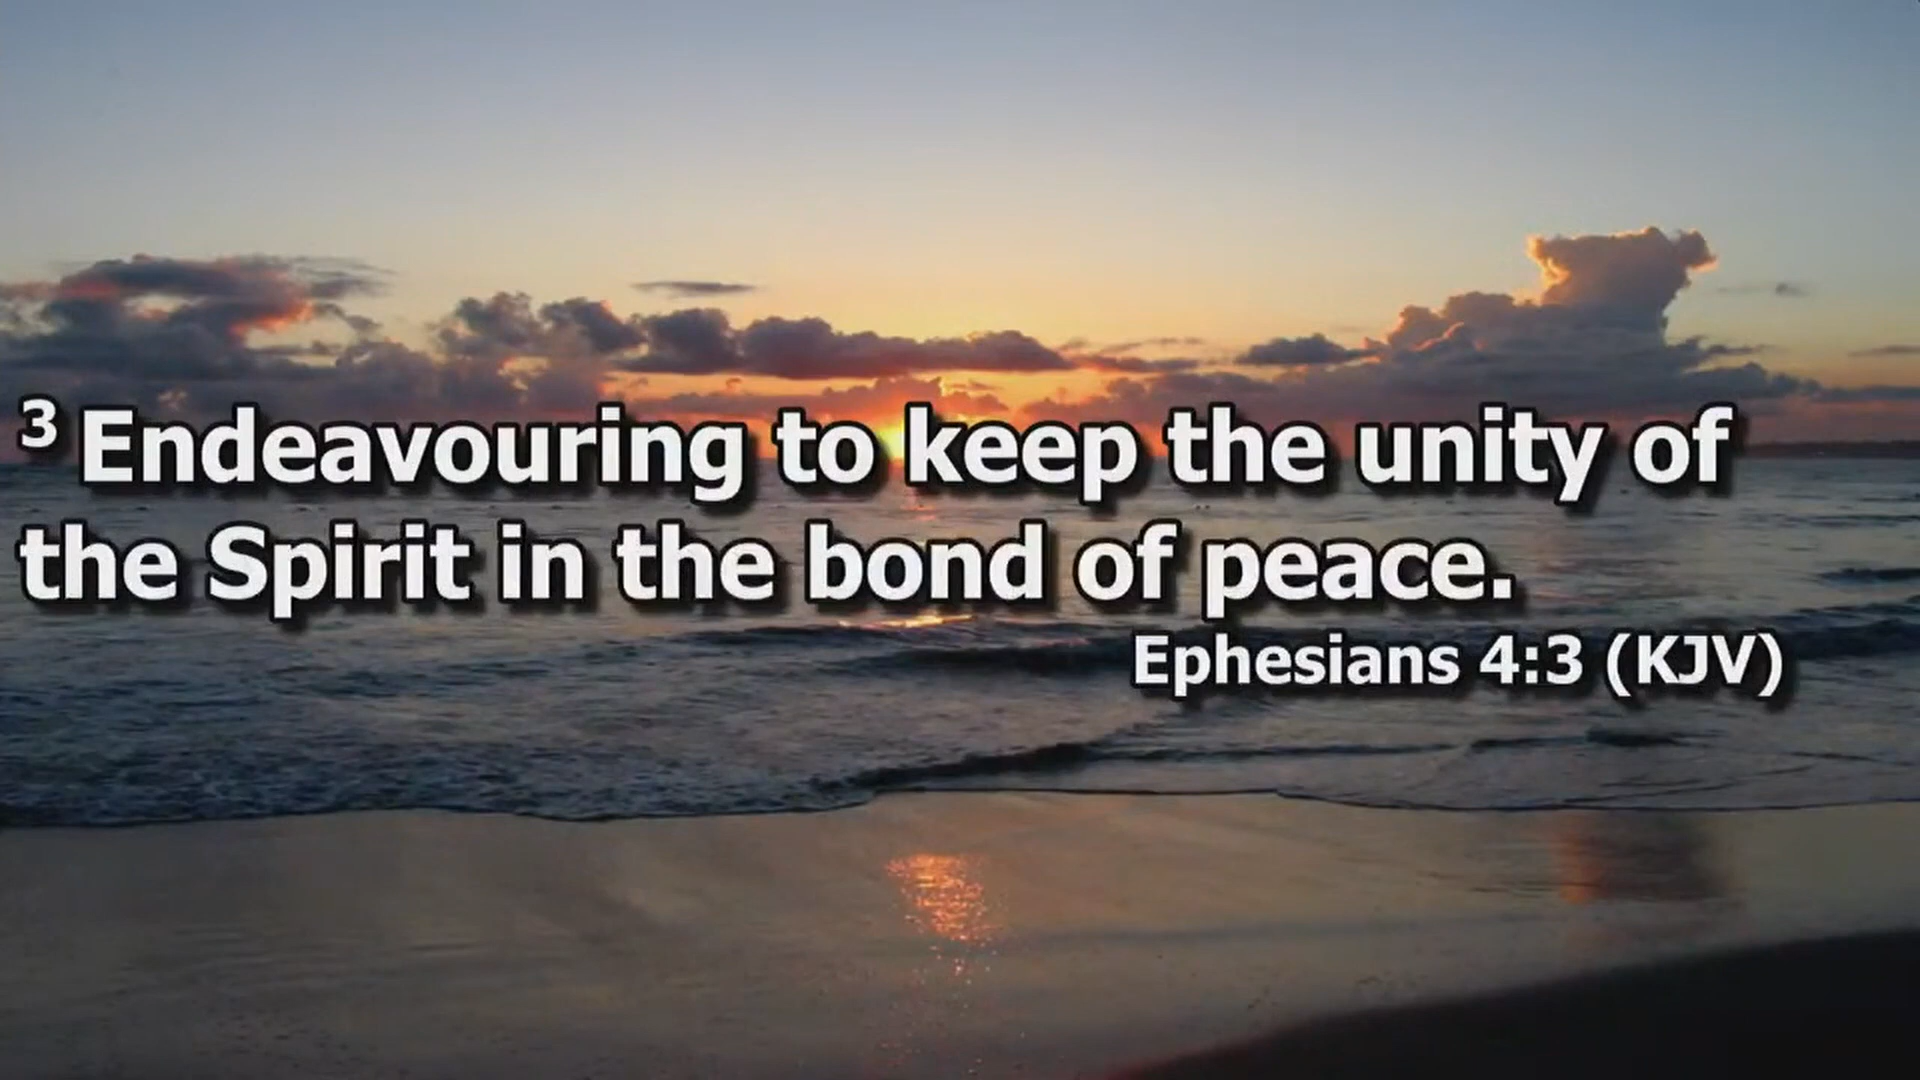 3 Endeavouring to keep the unity of
the Spirit in the bond of peace.
Ephesians 4:3 (KJV)